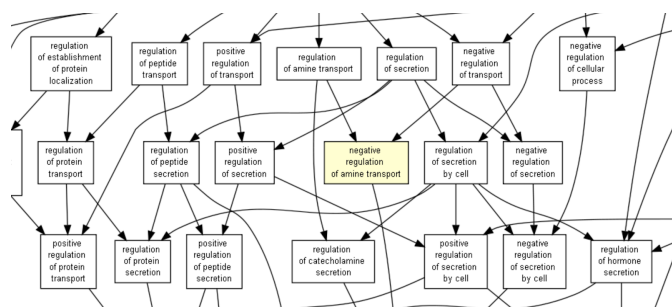 regulation
of establishment
of protein
localization
regulation
of peptide
transport
positive
regulation
of transport
regulation
of amine transport
regulation
of secretion
negative
regulation
of transport
negative
regulation
of cellular
process
regulation
of protein
transport
regulation
of peptide
secretion
positive
regulation
of secretion
negative
regulation
of amine transport
regulation
of secretion
by cell
negative
regulation
of secretion
positive
regulation
of protein
transport
regulation
of protein
secretion
positive
regulation
of peptide
secretion
regulation
of catecholamine
secretion
positive
regulation
of secretion
by cell
negative
regulation
of secretion
by cell
regulation
of hormone
secretion